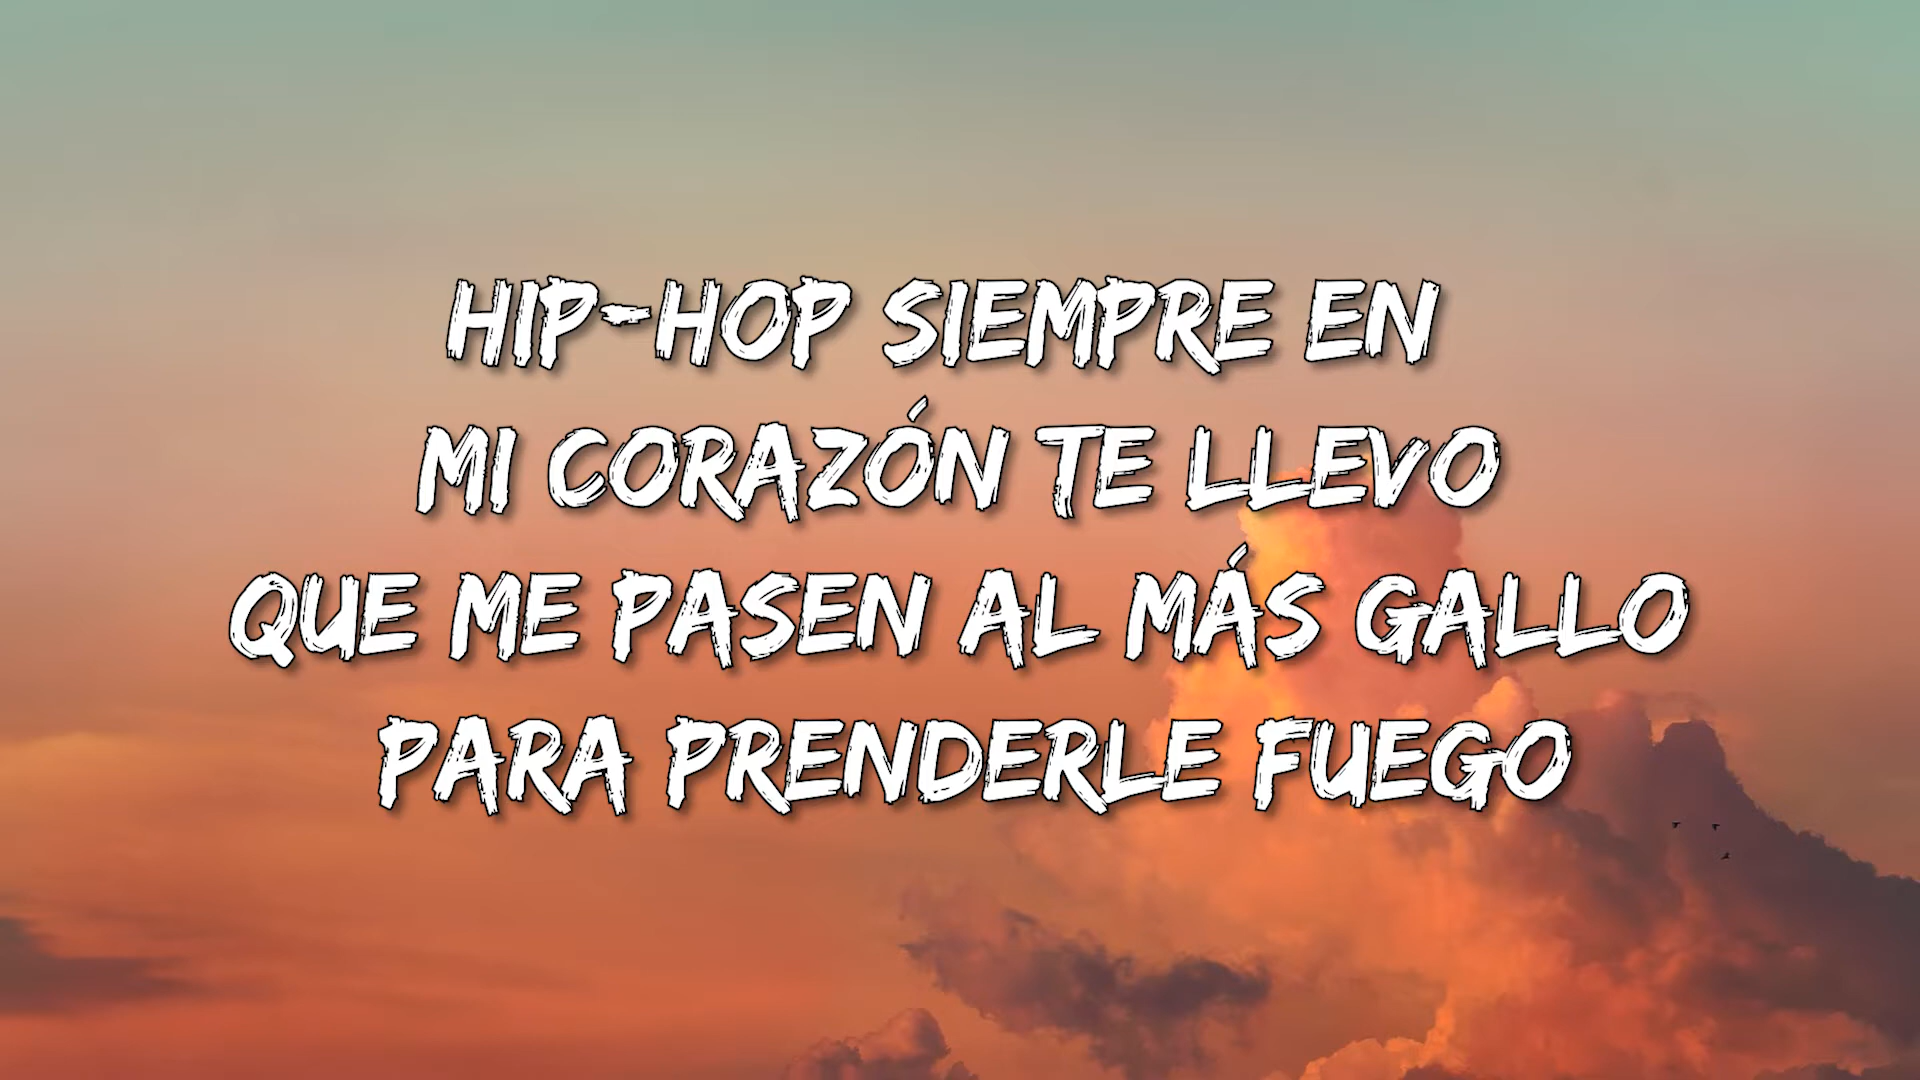 HIP-HOP SIEMPRE EN
MI CORAZÓN TE LLEVO
QUE ME PASEN AL MÁS GALLO
PARA PRENDERLE FUEGO